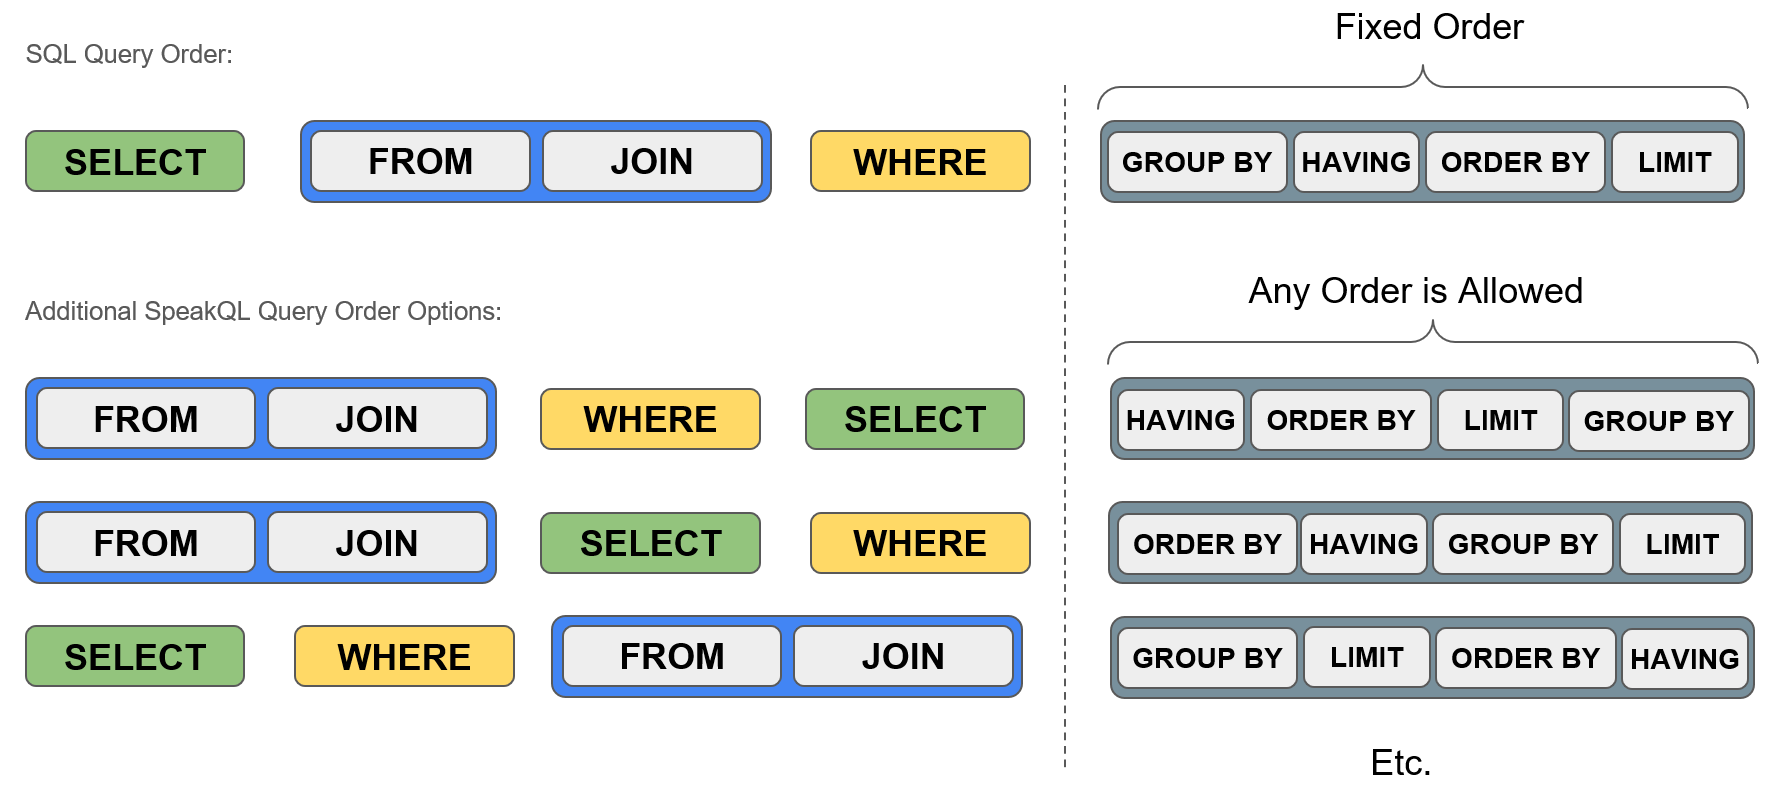 Fixed Order
SQL Query Order:
SELECT FROM JOIN WHERE GROUP BY HAVING ORDER BY LIMIT
Any Order is Allowed
Additional SpeakQL Query Order Options:
FROM JOIN WHERE SELECT HAVING ORDER BY LIMIT GROUP BY
FROM JOIN SELECT WHERE ORDER BY HAVING GROUP BY LIMIT
SELECT WHERE FROM JOIN GROUP BY LIMIT ORDER BY HAVING
Etc.